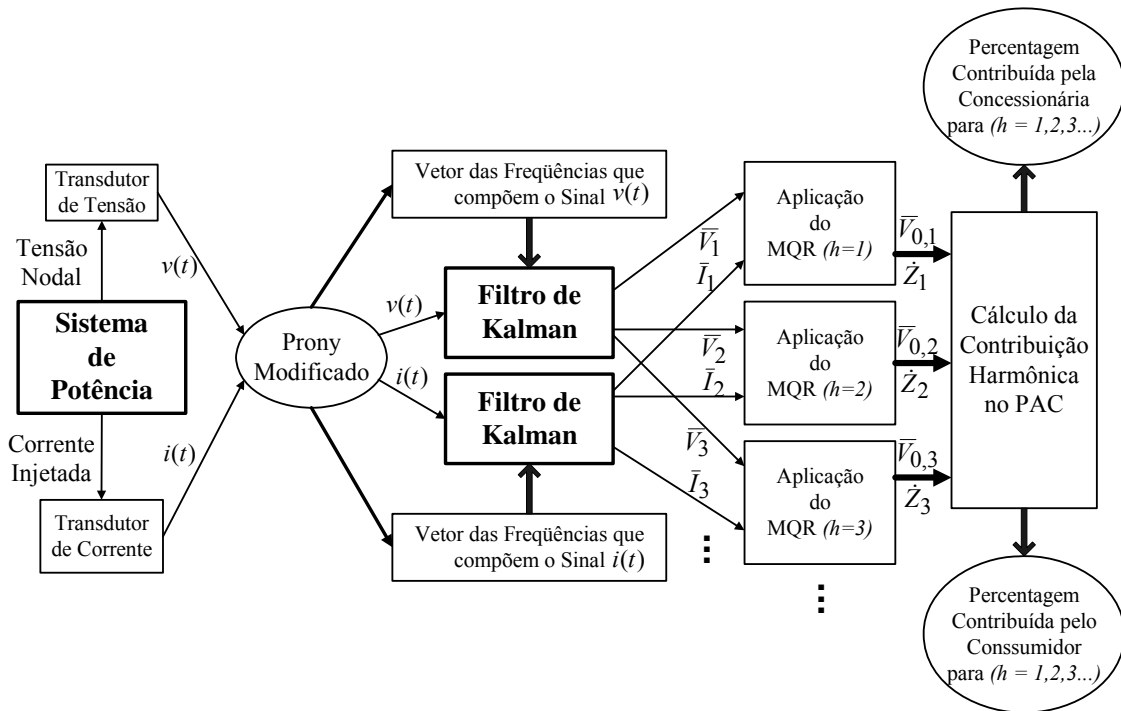 Transdutor
de Tensão
Tensão
Nodal
Sistema
de
Potência
Corrente
Injetada
Transdutor
de Corrente
v(t)
i(t)
Prony
Modificado
Vetor das Freqüências que
compõem o Sinal v(t)
v(t)
Filtro de
Kalman
i(t)
Filtro de
Kalman
Vetor das Freqüências que
compõem o Sinal i(t)
V̅₁
I̅₁
V̅₂
I̅₂
V̅₃
I̅₃
Aplicação
do
MQR (h=1)
Aplicação
do
MQR (h=2)
Aplicação
do
MQR (h=3)
V̅₀,₁
Ż₁
V̅₀,₂
Ż₂
V̅₀,₃
Ż₃
Cálculo da
Contribuição
Harmônica
no PAC
Percentagem
Contribuída pela
Concessionária
para (h = 1,2,3...)
Percentagem
Contribuída pelo
Conssumidor
para (h = 1,2,3...)